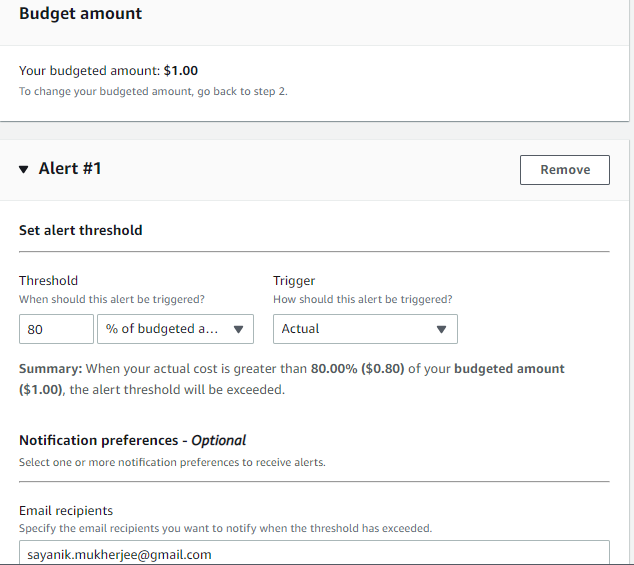 Budget amount
Your budgeted amount: $1.00
To change your budgeted amount, go back to step 2.
Alert #1
Remove
Set alert threshold
Threshold
When should this alert be triggered?
80
% of budgeted a...
Trigger
How should this alert be triggered?
Actual
Summary: When your actual cost is greater than 80.00% ($0.80) of your budgeted amount
($1.00), the alert threshold will be exceeded.
Notification preferences - Optional
Select one or more notification preferences to receive alerts.
Email recipients
Specify the email recipients you want to notify when the threshold has exceeded.
sayanik.mukherjee@gmail.com